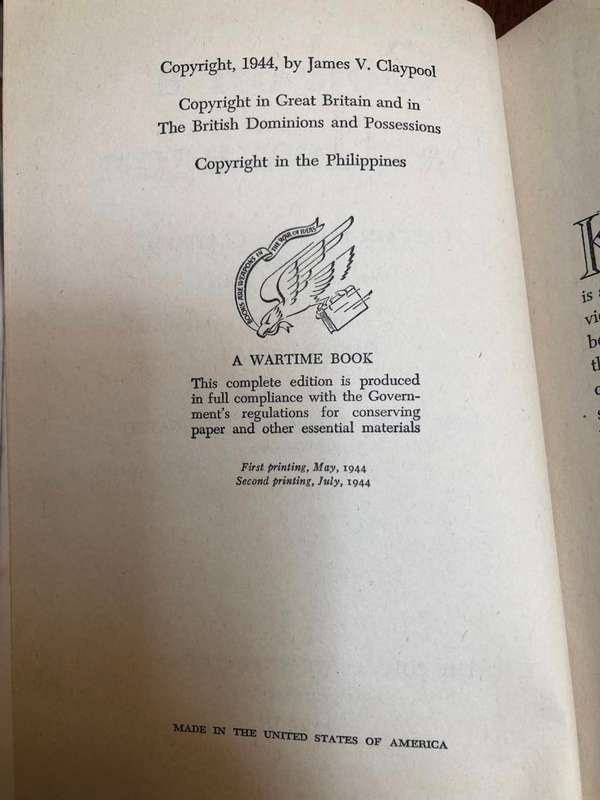 Copyright, 1944, by James V. Claypool
Copyright in Great Britain and in
The British Dominions and Possessions
Copyright in the Philippines
BOOKS ARE WEAPONS IN THE WAR OF IDEAS
A WARTIME BOOK
This complete edition is produced
in full compliance with the Govern-
ment's regulations for conserving
paper and other essential materials
First printing, May, 1944
Second printing, July, 1944
MADE IN THE UNITED STATES OF AMERICA
is